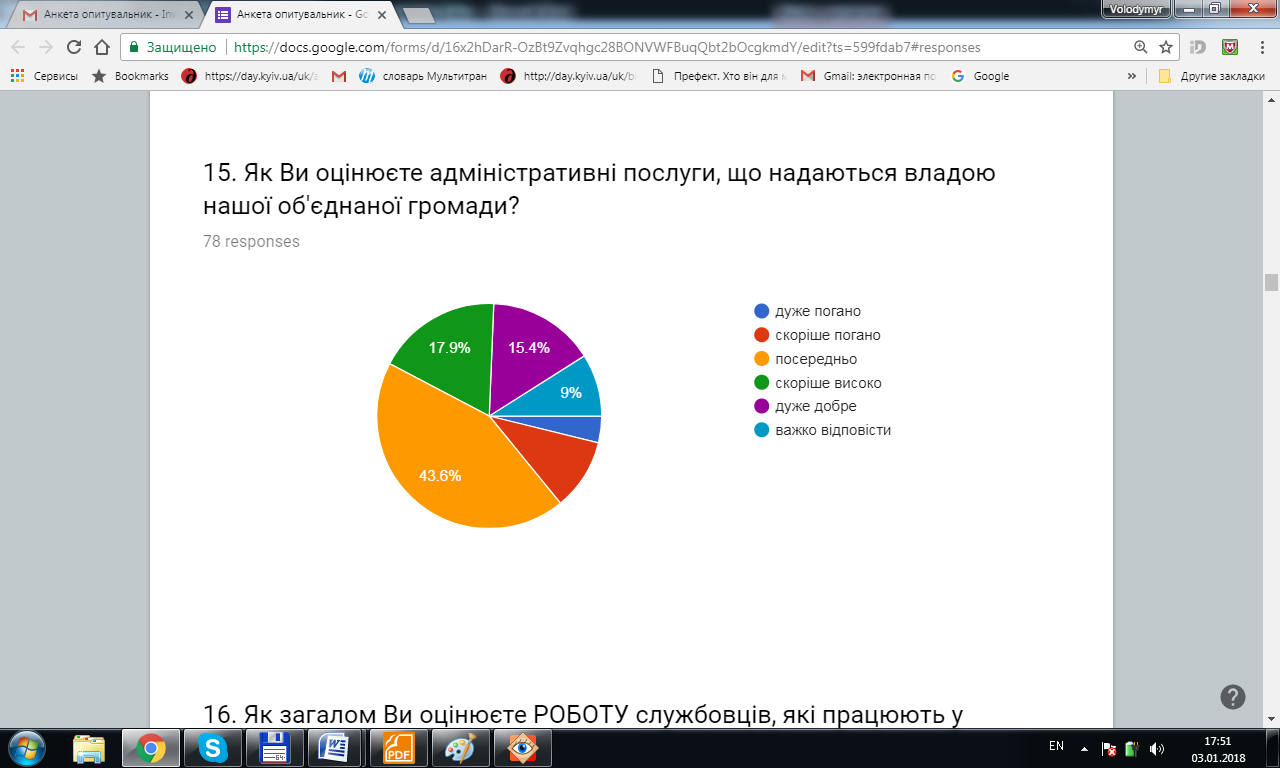 Анкета опитувальник - Inv
Анкета опитувальник - Go
Volodymyr
Защищено
https://docs.google.com/forms/d/16x2hDarR-OzBt9Zvqhgc28BONVWFBuqQbt2bOcgkmdY/edit?ts=599fdab7#responses
Сервисы
Bookmarks
https://day.kyiv.ua/uk/
словарь Мультитран
http://day.kyiv.ua/uk/b
Префект. Хто він для
Gmail: электронная по
Google
»
Другие закладки
15. Як Ви оцінюєте адміністративні послуги, що надаються владою
нашої об'єднаної громади?
78 responses
17.9%
15.4%
9%
43.6%
дуже погано
скоріше погано
посередньо
скоріше високо
дуже добре
важко відповісти
16. Як загалом Ви оцінюєте РОБОТУ службовців, які працюють у
EN
17:51
03.01.2018